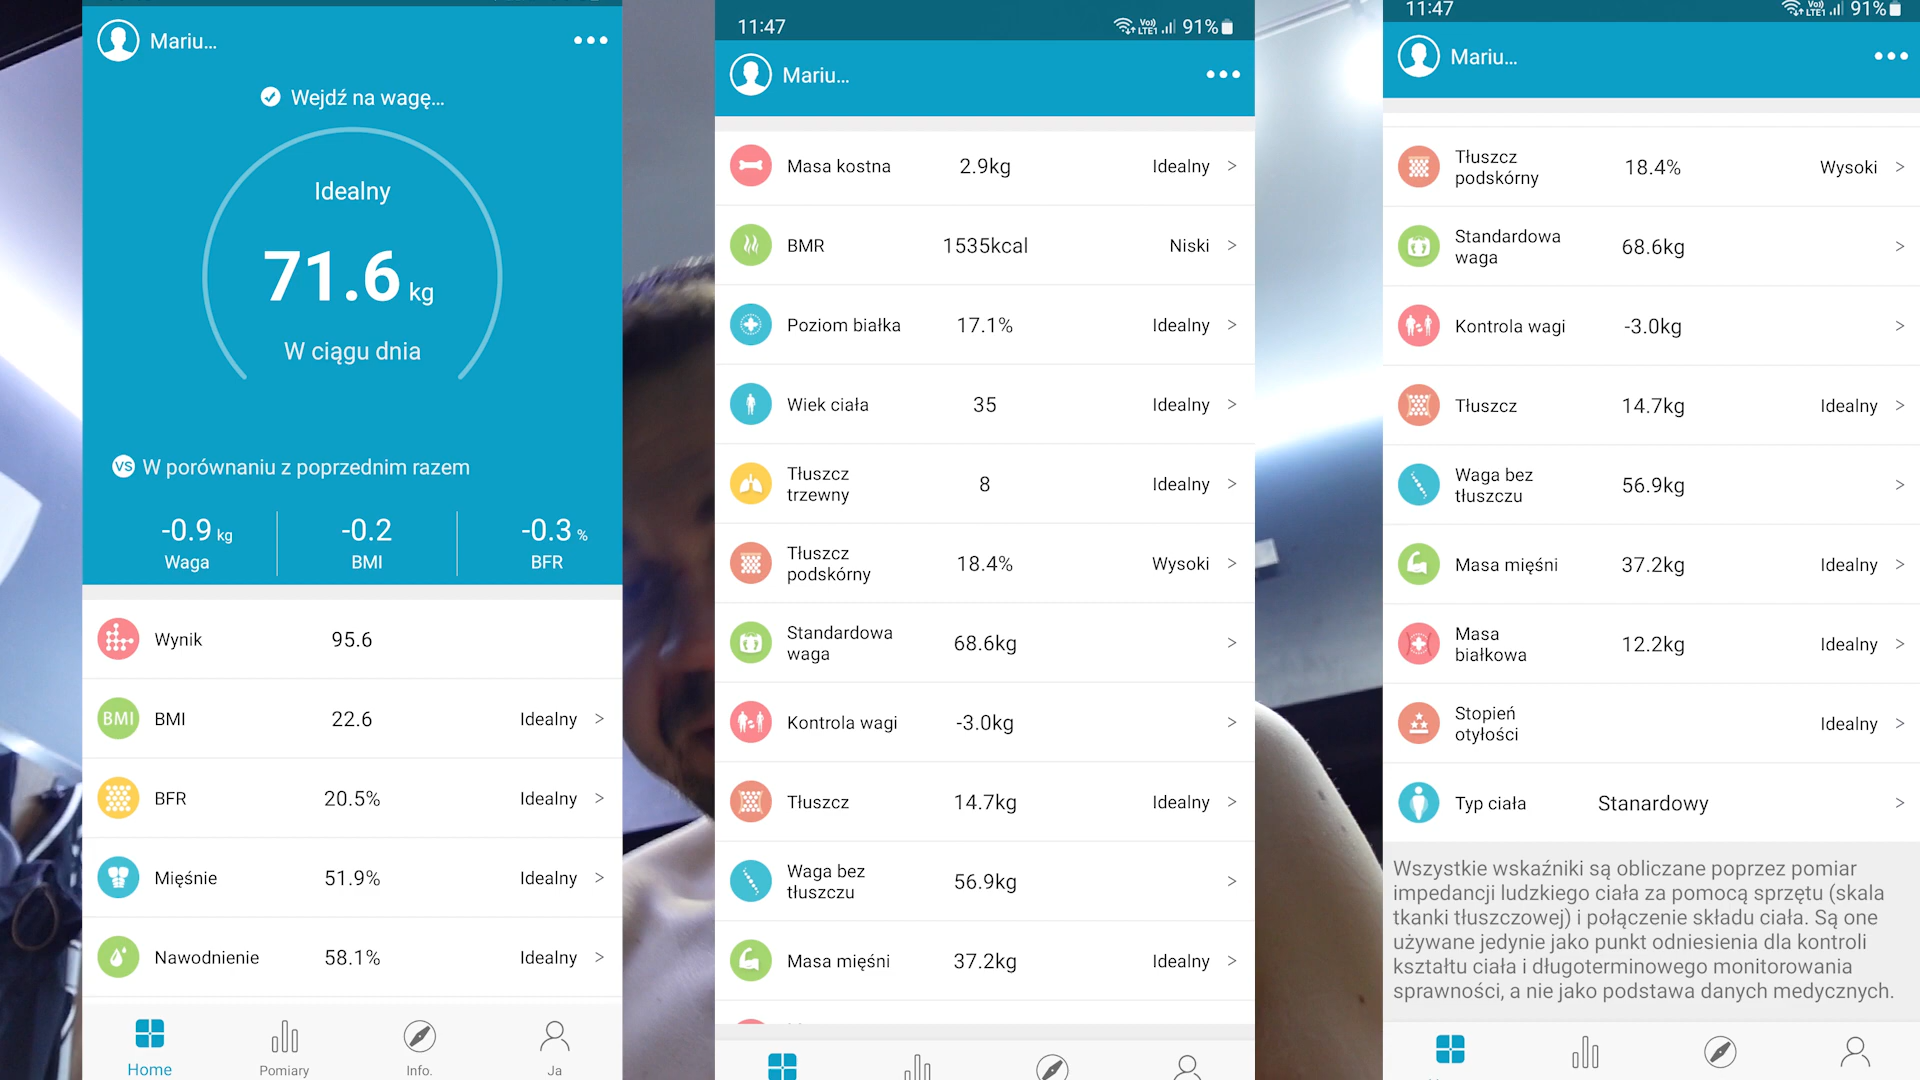 Mariu...
Wejdź na wagę...
Idealny
71.6 kg
W ciągu dnia
VS W porównaniu z poprzednim razem
-0.9 kg -0.2 -0.3 %
Waga BMI BFR
Wynik 95.6
BMI BMI 22.6 Idealny >
BFR 20.5% Idealny >
Mięśnie 51.9% Idealny >
Nawodnienie 58.1% Idealny >
Home Pomiary Info. Ja
11:47 Vo)) LTE1 91%
Mariu...
Masa kostna 2.9kg Idealny >
BMR 1535kcal Niski >
Poziom białka 17.1% Idealny >
Wiek ciała 35 Idealny >
Tłuszcz
trzewny 8 Idealny >
Tłuszcz
podskórny 18.4% Wysoki >
Standardowa
waga 68.6kg >
Kontrola wagi -3.0kg >
Tłuszcz 14.7kg Idealny >
Waga bez
tłuszczu 56.9kg >
Masa mięśni 37.2kg Idealny >
11:47 Vo)) LTE1 91%
Mariu...
Tłuszcz
podskórny 18.4% Wysoki >
Standardowa
waga 68.6kg >
Kontrola wagi -3.0kg >
Tłuszcz 14.7kg Idealny >
Waga bez
tłuszczu 56.9kg >
Masa mięśni 37.2kg Idealny >
Masa
białkowa 12.2kg Idealny >
Stopień
otyłości Idealny >
Typ ciała Stanardowy >
Wszystkie wskaźniki są obliczane poprzez pomiar
impedancji ludzkiego ciała za pomocą sprzętu (skala
tkanki tłuszczowej) i połączenie składu ciała. Są one
używane jedynie jako punkt odniesienia dla kontroli
kształtu ciała i długoterminowego monitorowania
sprawności, a nie jako podstawa danych medycznych.